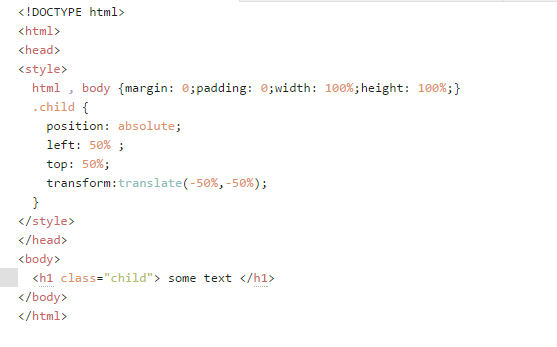 <!DOCTYPE html>
<html>
<head>
<style>
  html , body {margin: 0;padding: 0;width: 100%;height: 100%;}
  .child {
    position: absolute;
    left: 50% ;
    top: 50%;
    transform:translate(-50%,-50%);
  }
</style>
</head>
<body>
  <h1 class="child"> some text </h1>
</body>
</html>